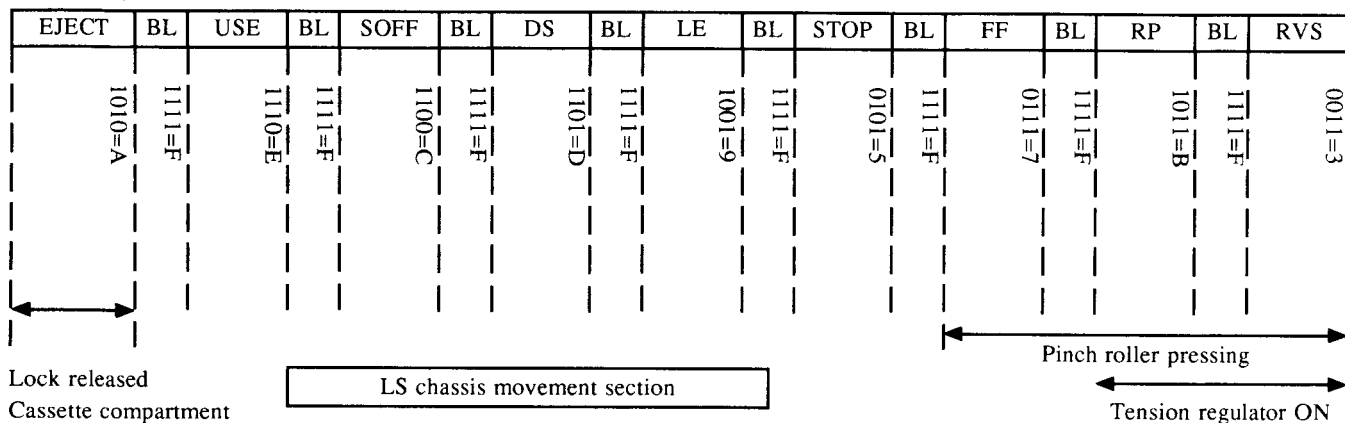 EJECT BL USE BL SOFF BL DS BL LE BL STOP BL FF BL RP BL RVS
1010=A 1111=F 1110=E 1111=F 1100=C 1111=F 1101=D 1111=F 1001=9 1111=F 0101=5 1111=F 0111=7 1111=F 1011=B 1111=F 0011=3
Pinch roller pressing
Lock released
LS chassis movement section
Cassette compartment
Tension regulator ON